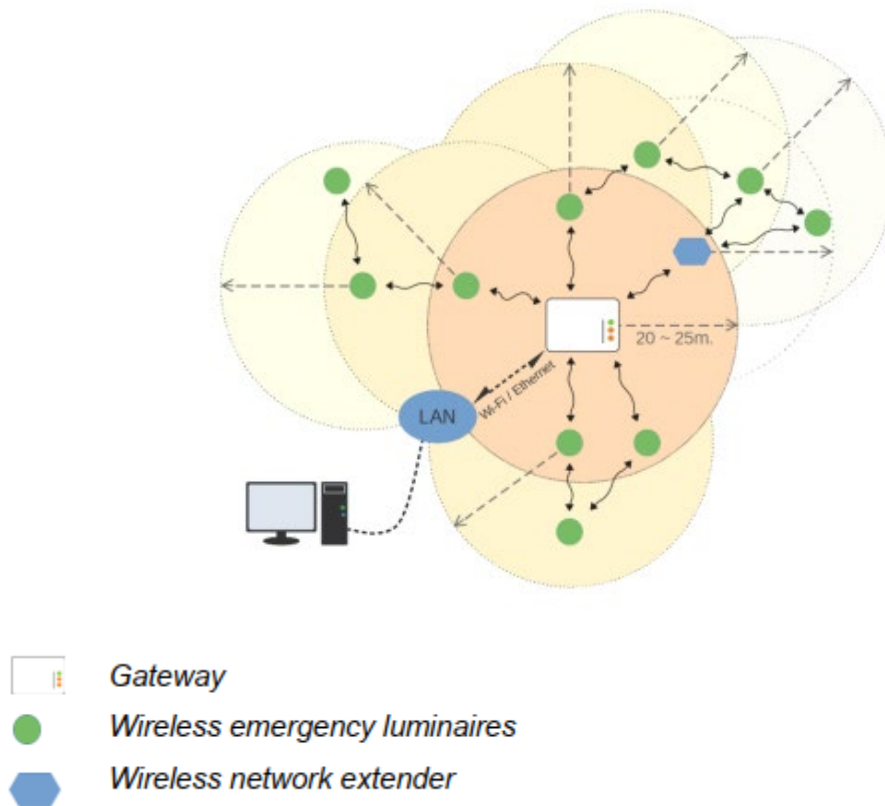 20 ~ 25m.
Wi-Fi / Ethernet
LAN
Gateway
Wireless emergency luminaires
Wireless network extender